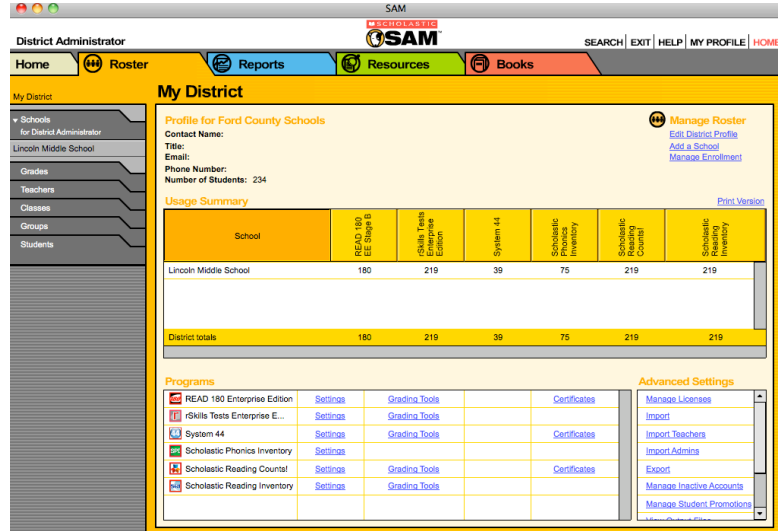 SAM
District Administrator
SCHOLASTIC
SAM
SEARCH EXIT HELP MY PROFILE HOME
Home Roster Reports Resources Books
My District
My District
Schools
for District Administrator
Lincoln Middle School
Grades
Teachers
Classes
Groups
Students
Profile for Ford County Schools
Contact Name:
Title:
Email:
Phone Number:
Number of Students: 234
Manage Roster
Edit District Profile
Add a School
Manage Enrollment
Usage Summary
Print Version
School
READ 180
EE Stage B
rSkills Tests
Enterprise
Edition
System 44
Scholastic
Phonics
Inventory
Scholastic
Reading
Counts!
Scholastic
Reading
Inventory
Lincoln Middle School 180 219 39 75 219 219
District totals 180 219 39 75 219 219
Programs
READ 180 Enterprise Edition Settings Grading Tools Certificates
rSkills Tests Enterprise E... Settings Grading Tools
System 44 Settings Grading Tools Certificates
Scholastic Phonics Inventory Settings
Scholastic Reading Counts! Settings Grading Tools Certificates
Scholastic Reading Inventory Settings Grading Tools
Advanced Settings
Manage Licenses
Import
Import Teachers
Import Admins
Export
Manage Inactive Accounts
Manage Student Promotions
View Output Files